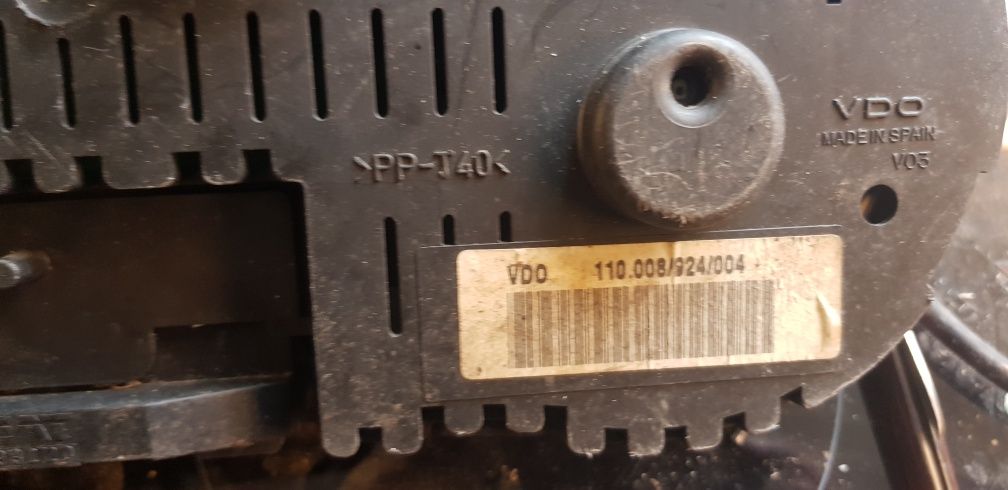 VDO
MADE IN SPAIN
V03
>PP-T40<
VDO 110.008/924/004